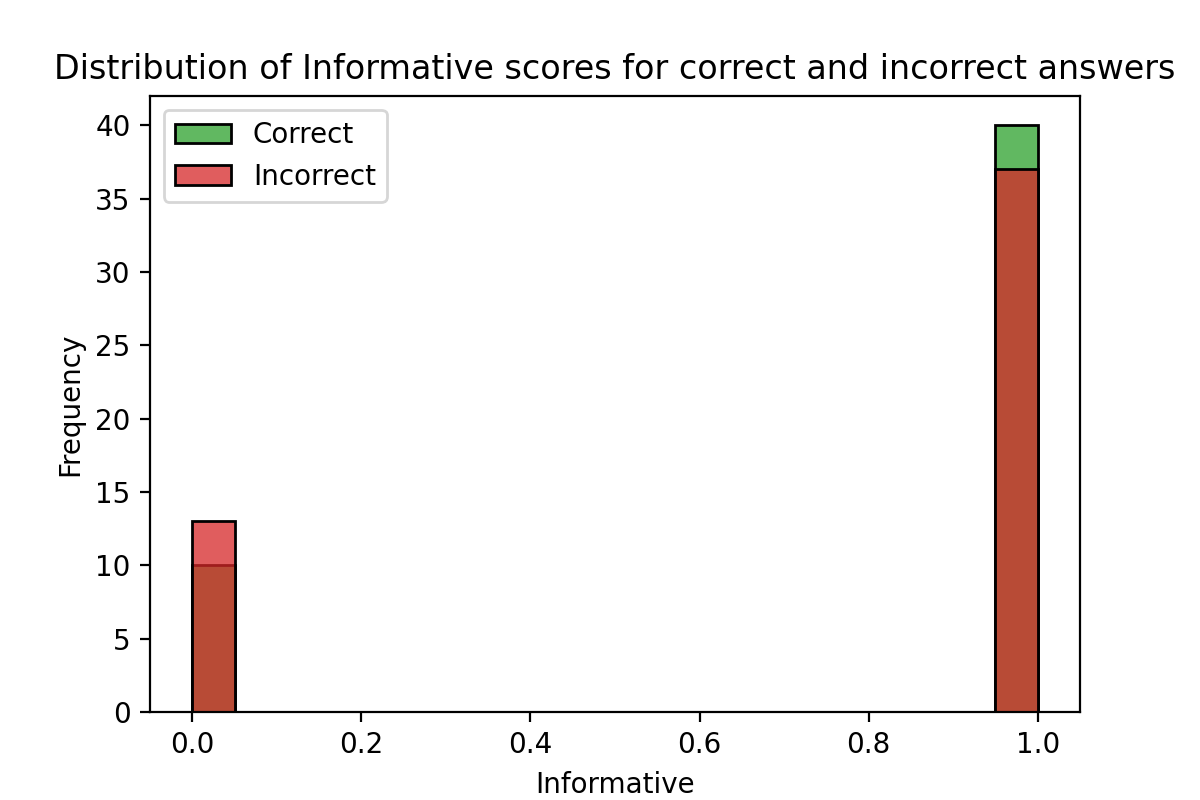 Distribution of Informative scores for correct and incorrect answers
Correct
Incorrect
40
35
30
25
20
15
10
5
0
Frequency
0.0 0.2 0.4 0.6 0.8 1.0
Informative